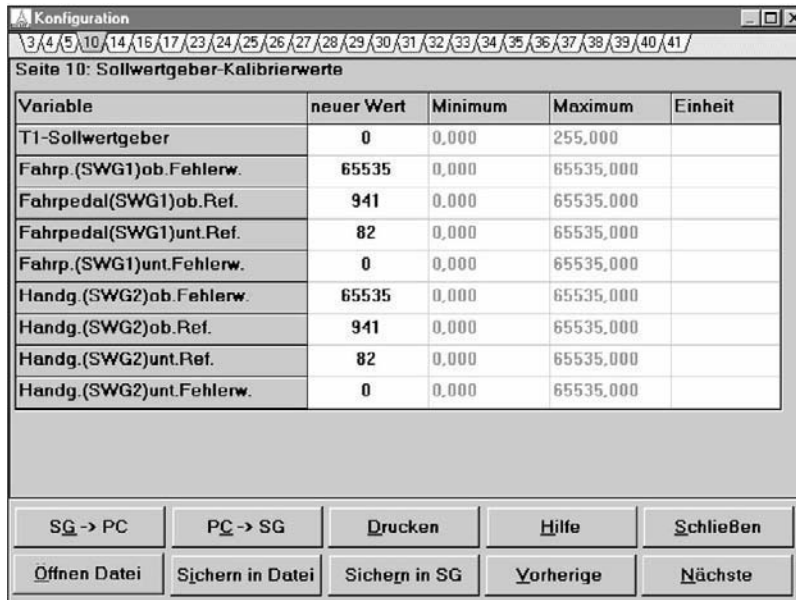 Konfiguration
3 4 5 10 14 16 17 23 24 25 26 27 28 29 30 31 32 33 34 35 36 37 38 39 40 41
Seite 10: Sollwertgeber-Kalibrierwerte
Variable neuer Wert Minimum Maximum Einheit
T1-Sollwertgeber 0 0,000 255,000
Fahrp.(SWG1)ob.Fehlerw. 65535 0,000 65535,000
Fahrpedal(SWG1)ob.Ref. 941 0,000 65535,000
Fahrpedal(SWG1)unt.Ref. 82 0,000 65535,000
Fahrp.(SWG1)unt.Fehlerw. 0 0,000 65535,000
Handg.(SWG2)ob.Fehlerw. 65535 0,000 65535,000
Handg.(SWG2)ob.Ref. 941 0,000 65535,000
Handg.(SWG2)unt.Ref. 82 0,000 65535,000
Handg.(SWG2)unt.Fehlerw. 0 0,000 65535,000
SG -> PC PC -> SG Drucken Hilfe Schließen
Öffnen Datei Sichern in Datei Sichern in SG Vorherige Nächste